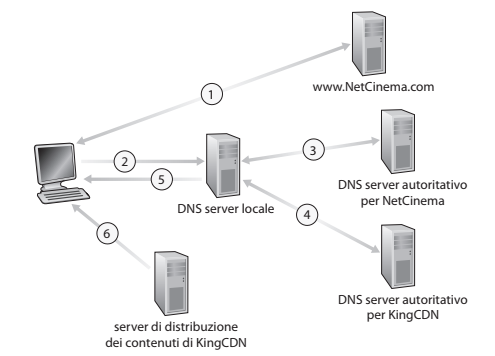 1
www.NetCinema.com
2
3
5
DNS server locale
DNS server autoritativo
per NetCinema
4
6
DNS server autoritativo
per KingCDN
server di distribuzione
dei contenuti di KingCDN